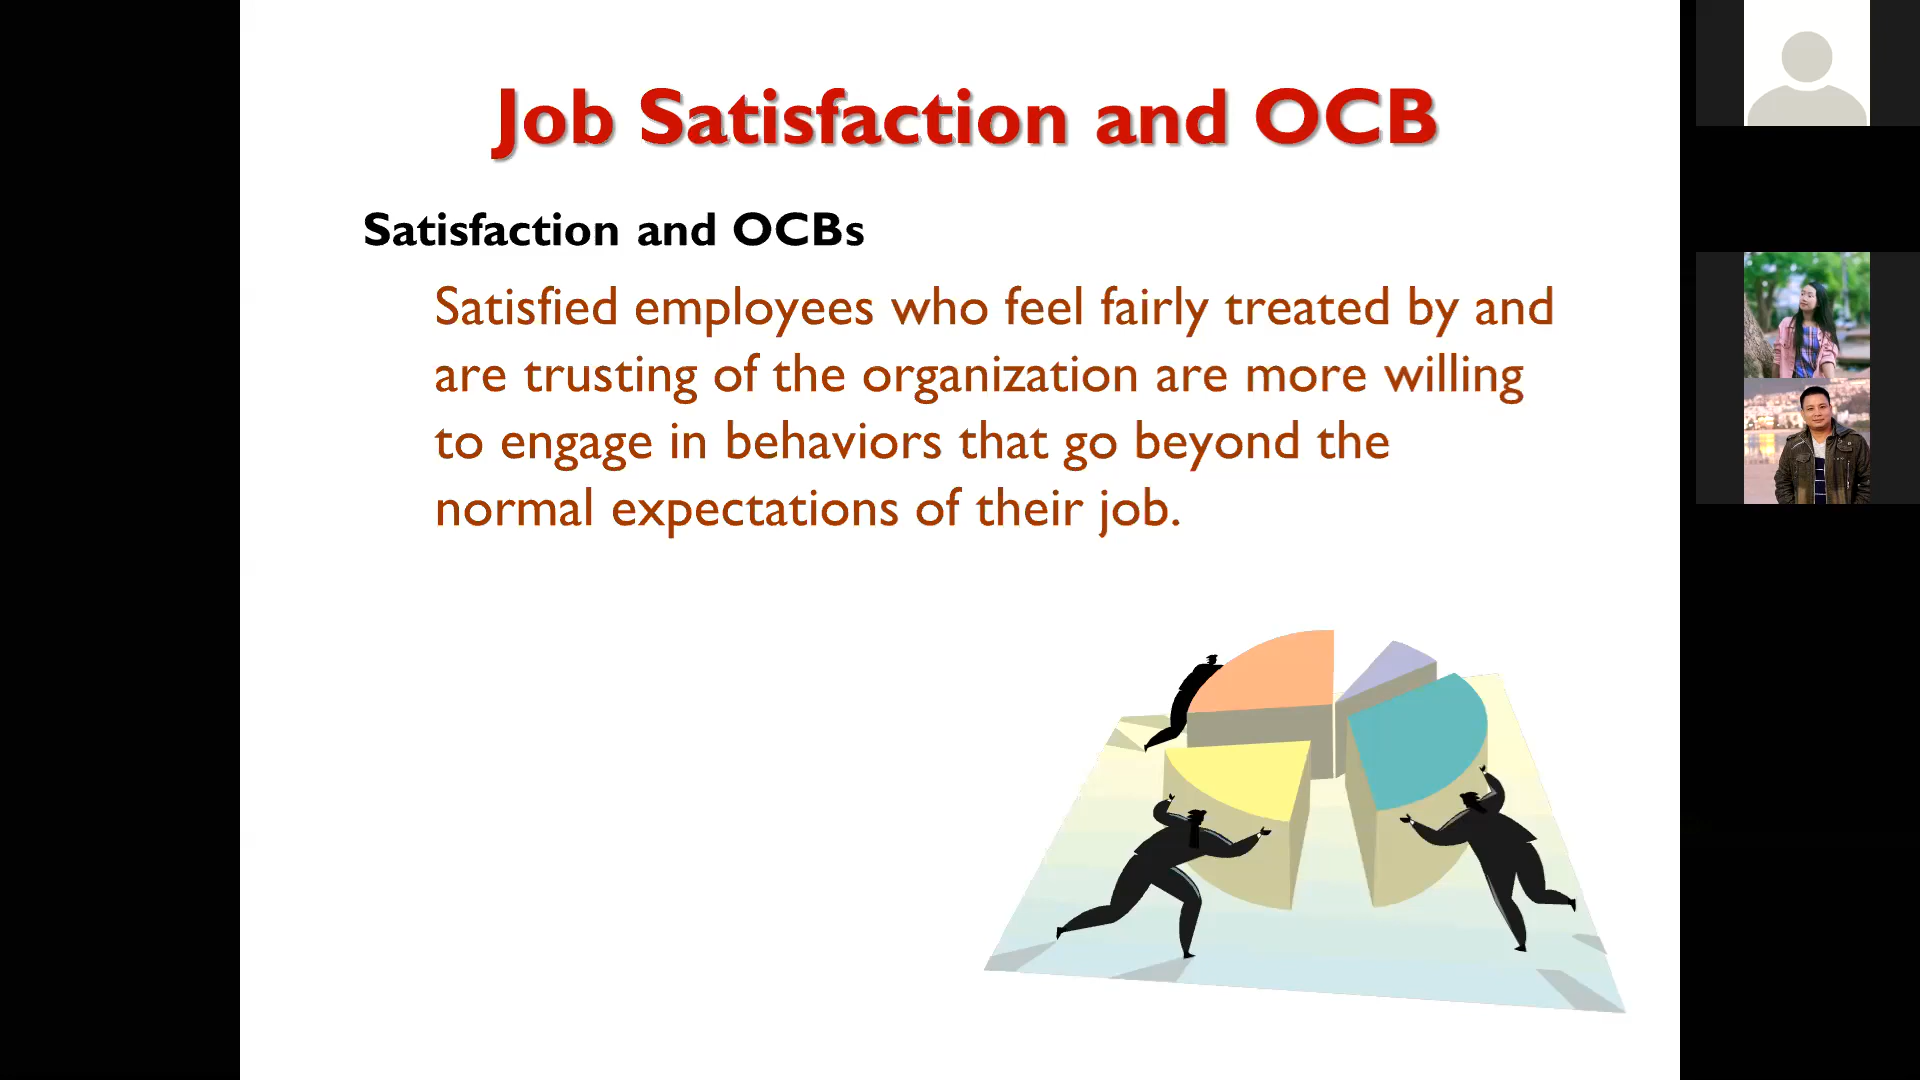 Job Satisfaction and OCB
Satisfaction and OCBs
Satisfied employees who feel fairly treated by and
are trusting of the organization are more willing
to engage in behaviors that go beyond the
normal expectations of their job.